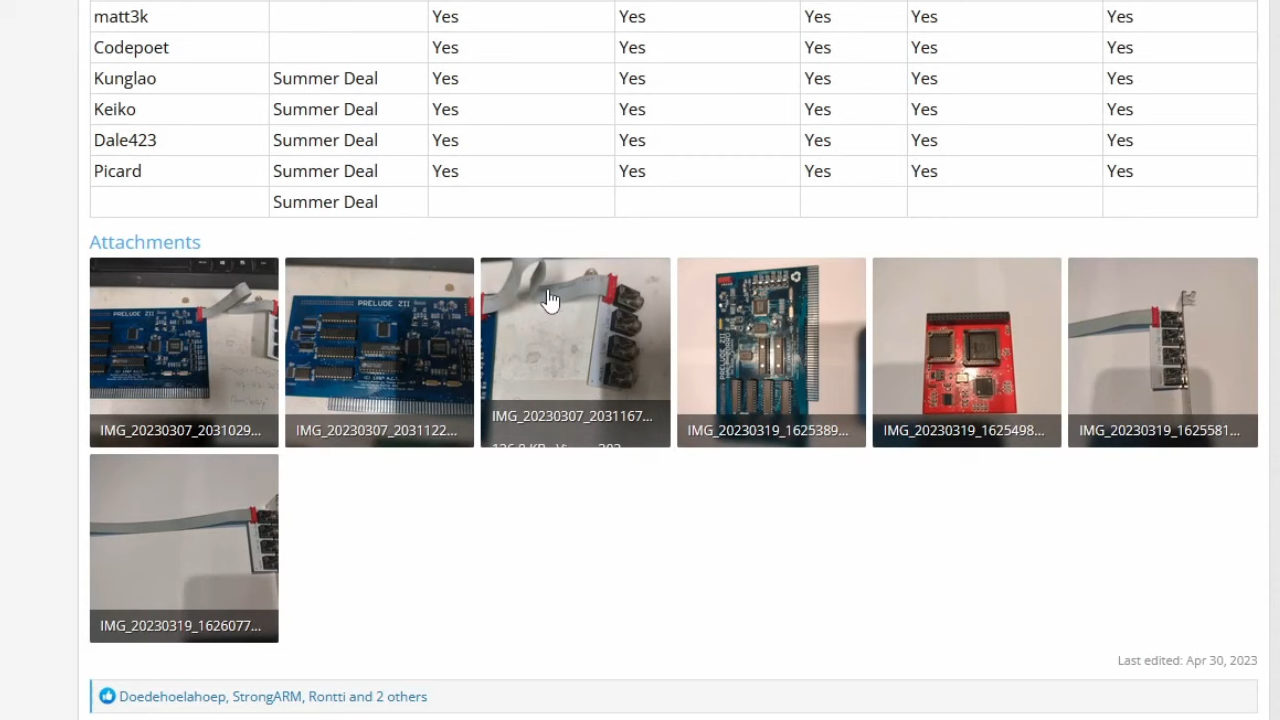 matt3k Yes Yes Yes Yes Yes
Codepoet Yes Yes Yes Yes Yes
Kunglao Summer Deal Yes Yes Yes Yes Yes
Keiko Summer Deal Yes Yes Yes Yes Yes
Dale423 Summer Deal Yes Yes Yes Yes Yes
Picard Summer Deal Yes Yes Yes Yes Yes
Summer Deal
Attachments
PRELUDE ZII
PRELUDE ZII
PRELUDE ZII
IMG_20230307_2031029... IMG_20230307_2031122... IMG_20230307_2031167... IMG_20230319_1625389... IMG_20230319_1625498... IMG_20230319_1625581...
IMG_20230319_1626077...
Last edited: Apr 30, 2023
Doedehoelahoep, StrongARM, Rontti and 2 others